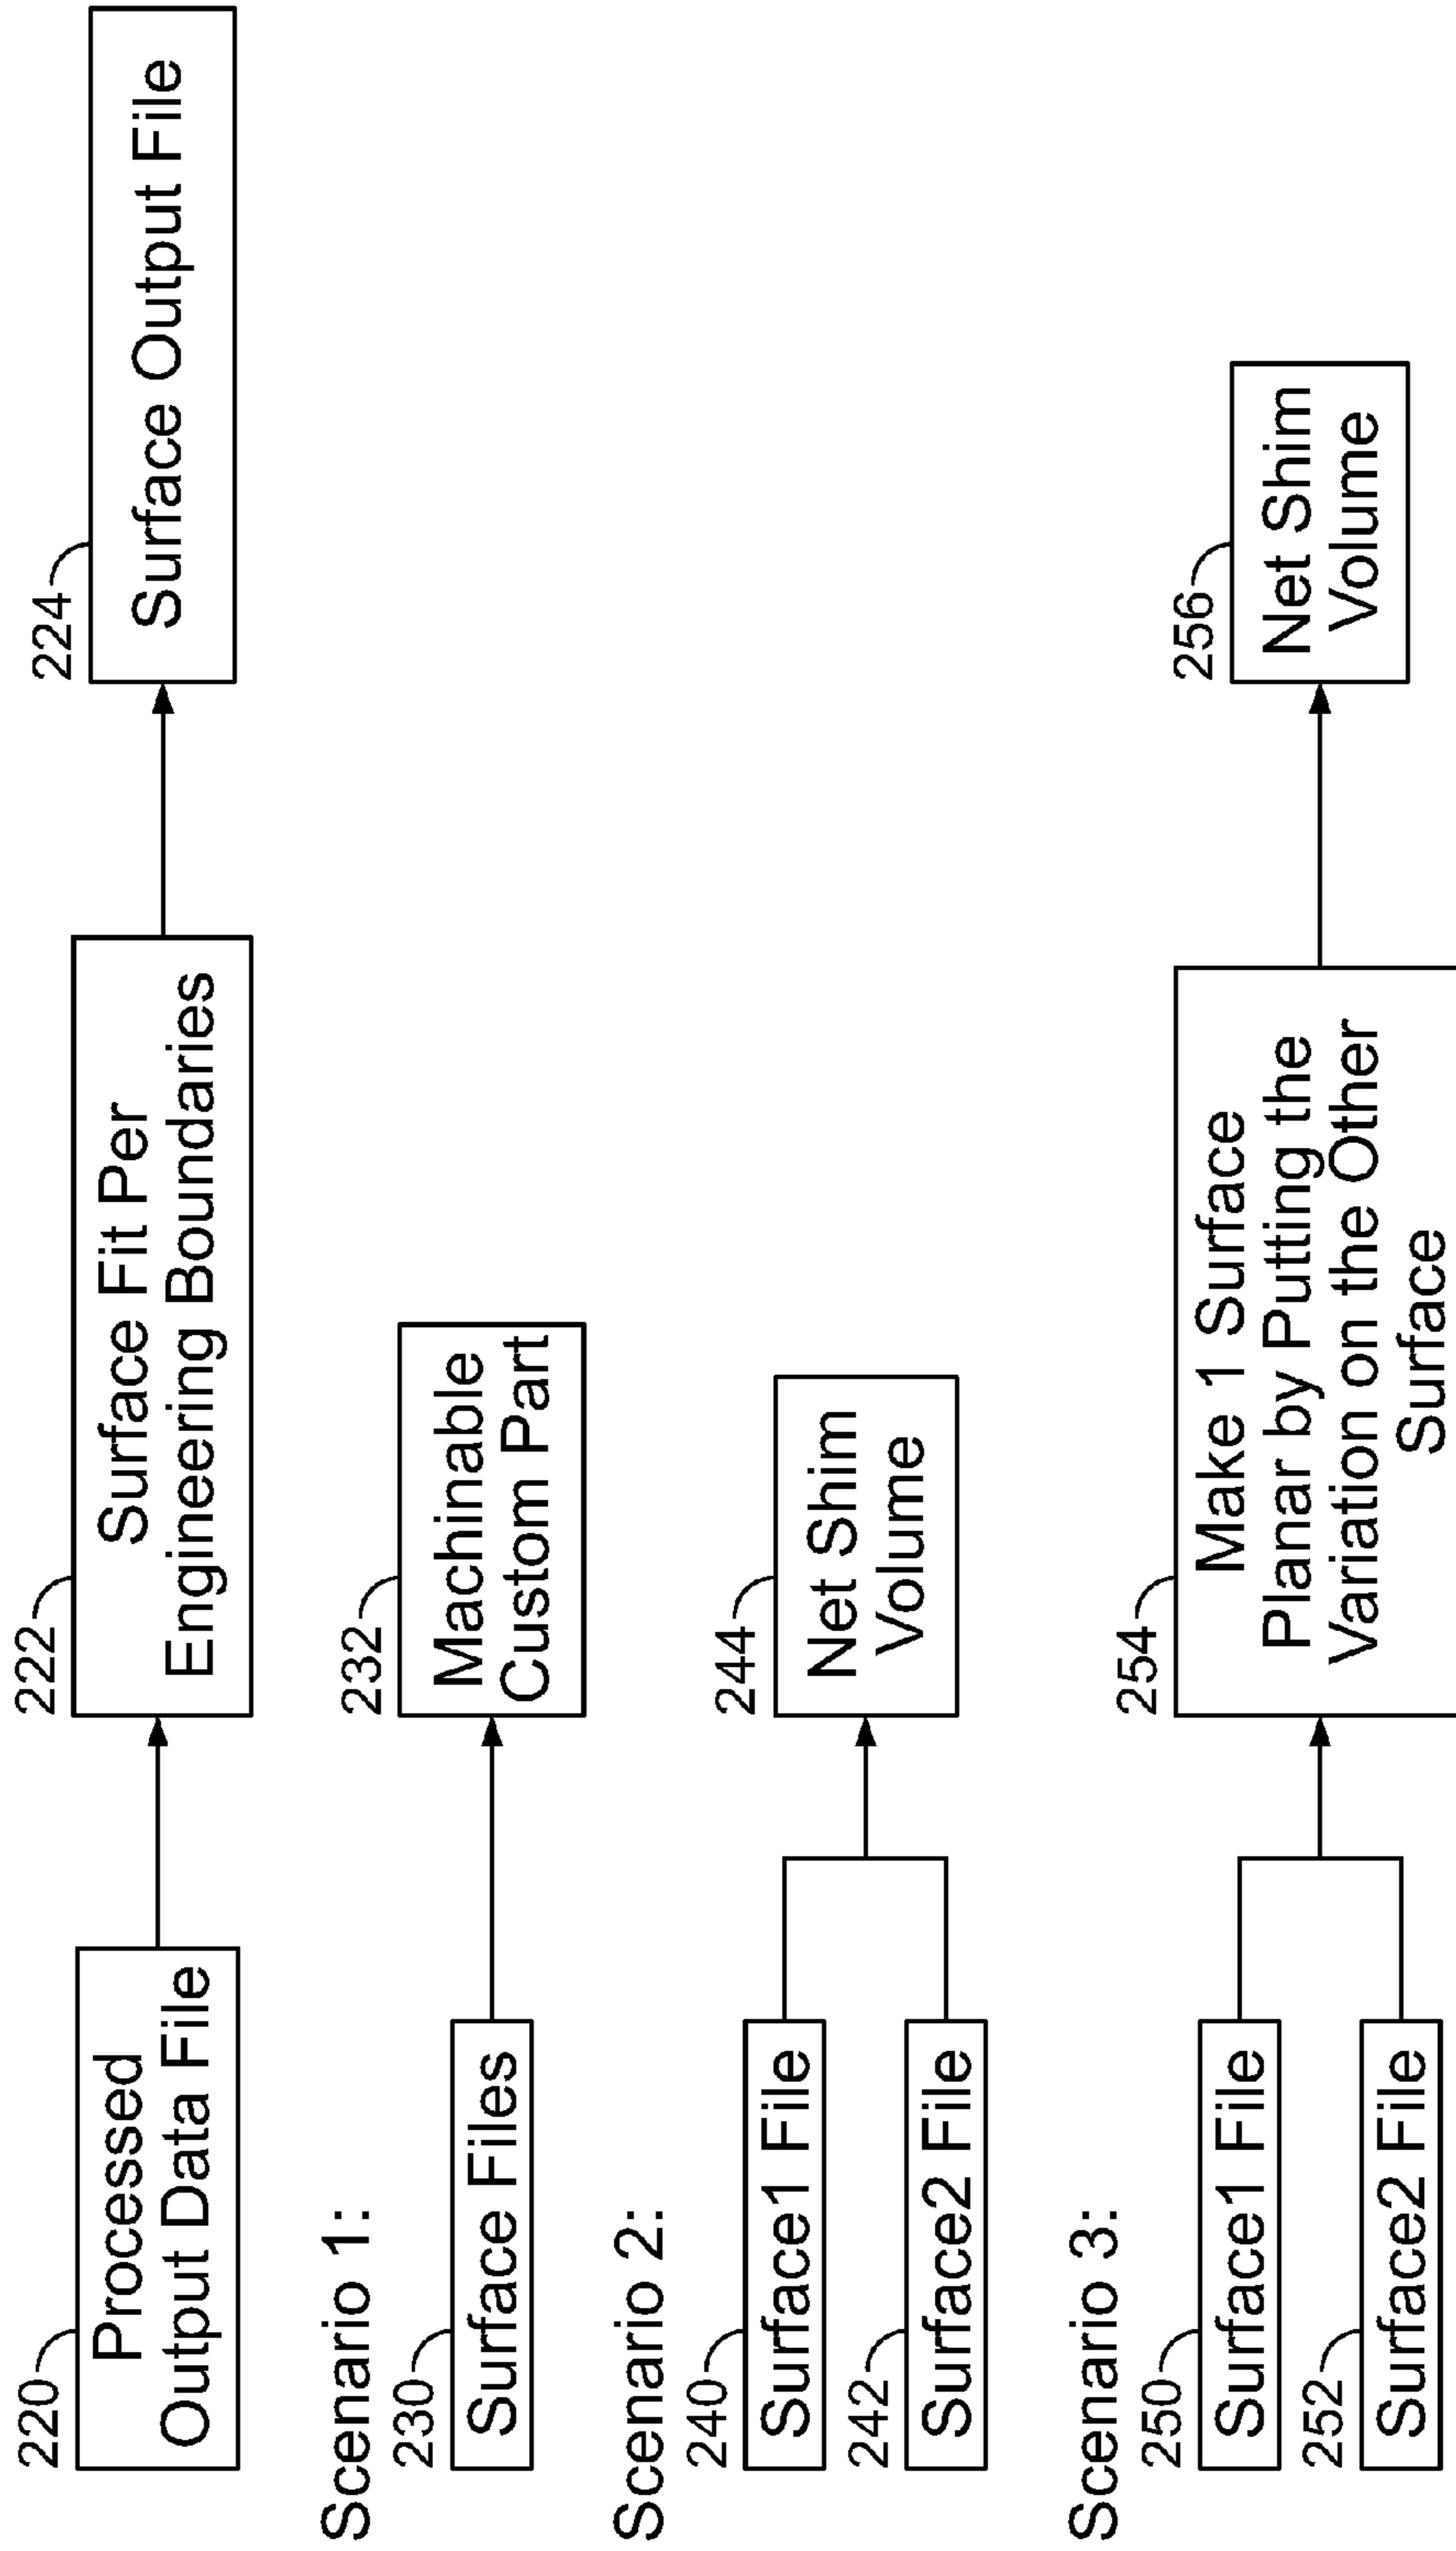 220
Processed
Output Data File
222
Surface Fit Per
Engineering Boundaries
224
Surface Output File
Scenario 1:
230
Surface Files
232
Machinable
Custom Part
Scenario 2:
240
Surface1 File
242
Surface2 File
244
Net Shim
Volume
Scenario 3:
250
Surface1 File
252
Surface2 File
254
Make 1 Surface
Planar by Putting the
Variation on the Other
Surface
256
Net Shim
Volume